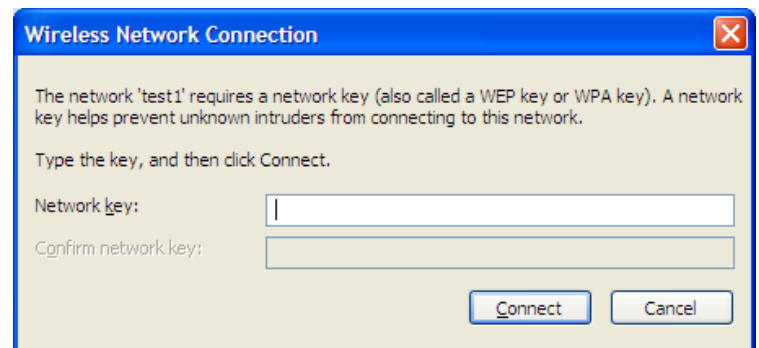 Wireless Network Connection
The network 'test1' requires a network key (also called a WEP key or WPA key). A network
key helps prevent unknown intruders from connecting to this network.
Type the key, and then click Connect.
Network key:
Confirm network key:
Connect Cancel